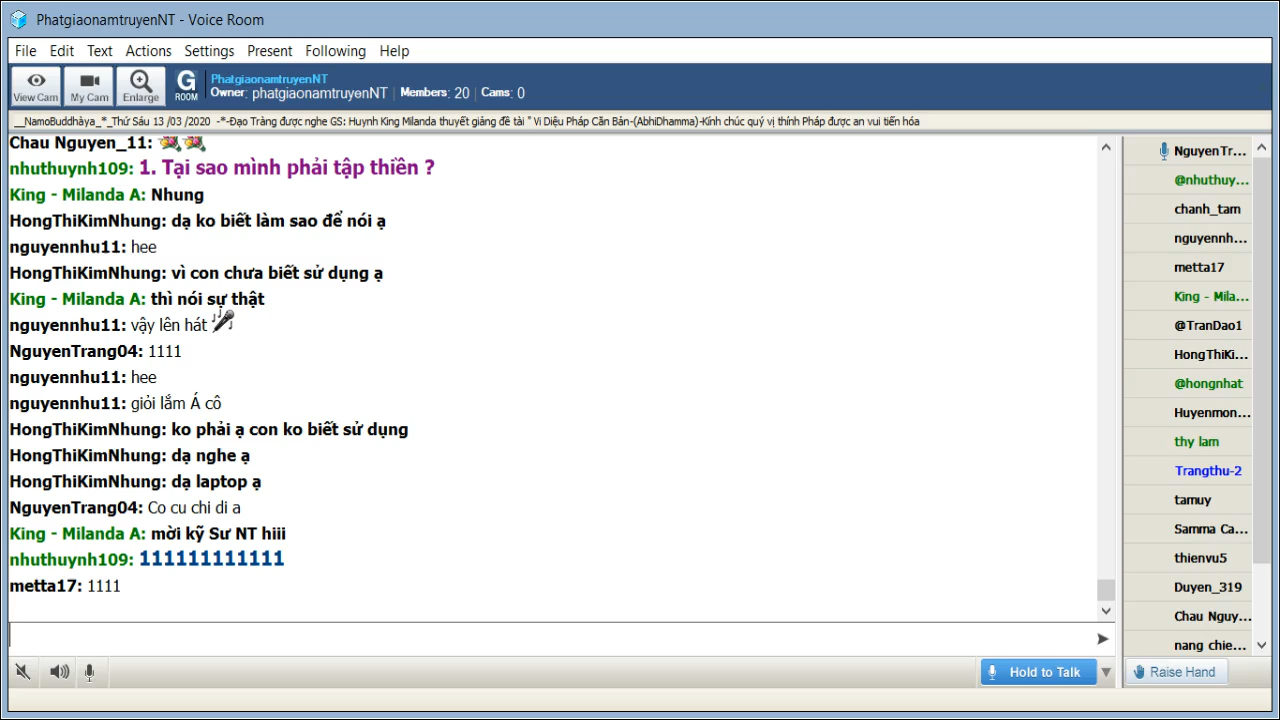 PhatgiaonamtruyenNT - Voice Room
File Edit Text Actions Settings Present Following Help
View Cam My Cam Enlarge G ROOM
PhatgiaonamtruyenNT
Owner: phatgiaonamtruyenNT | Members: 20 | Cams: 0
__NamoBuddhàya_*_Thứ Sáu 13 /03 /2020 -*-Đạo Tràng được nghe GS: Huynh King Milanda thuyết giảng đề tài " Vi Diệu Pháp Căn Bản-(AbhiDhamma)-Kính chúc quý vị thính Pháp được an vui tiến hóa
Chau Nguyen_11:
nhuthuynh109: 1. Tại sao mình phải tập thiền ?
King - Milanda A: Nhung
HongThiKimNhung: dạ ko biết làm sao để nói ạ
nguyennhu11: hee
HongThiKimNhung: vì con chưa biết sử dụng ạ
King - Milanda A: thì nói sự thật
nguyennhu11: vậy lên hát
NguyenTrang04: 1111
nguyennhu11: hee
nguyennhu11: giỏi lắm Á cô
HongThiKimNhung: ko phải ạ con ko biết sử dụng
HongThiKimNhung: dạ nghe ạ
HongThiKimNhung: dạ laptop ạ
NguyenTrang04: Co cu chi di a
King - Milanda A: mời kỹ Sư NT hiii
nhuthuynh109: 111111111111
metta17: 1111
NguyenTr...
@nhuthuy...
chanh_tam
nguyennh...
metta17
King - Mila...
@TranDao1
HongThiKi...
@hongnhat
Huyenmon...
thy lam
Trangthu-2
tamuy
Samma Ca...
thienvu5
Duyen_319
Chau Nguy...
nang chie...
Hold to Talk
Raise Hand